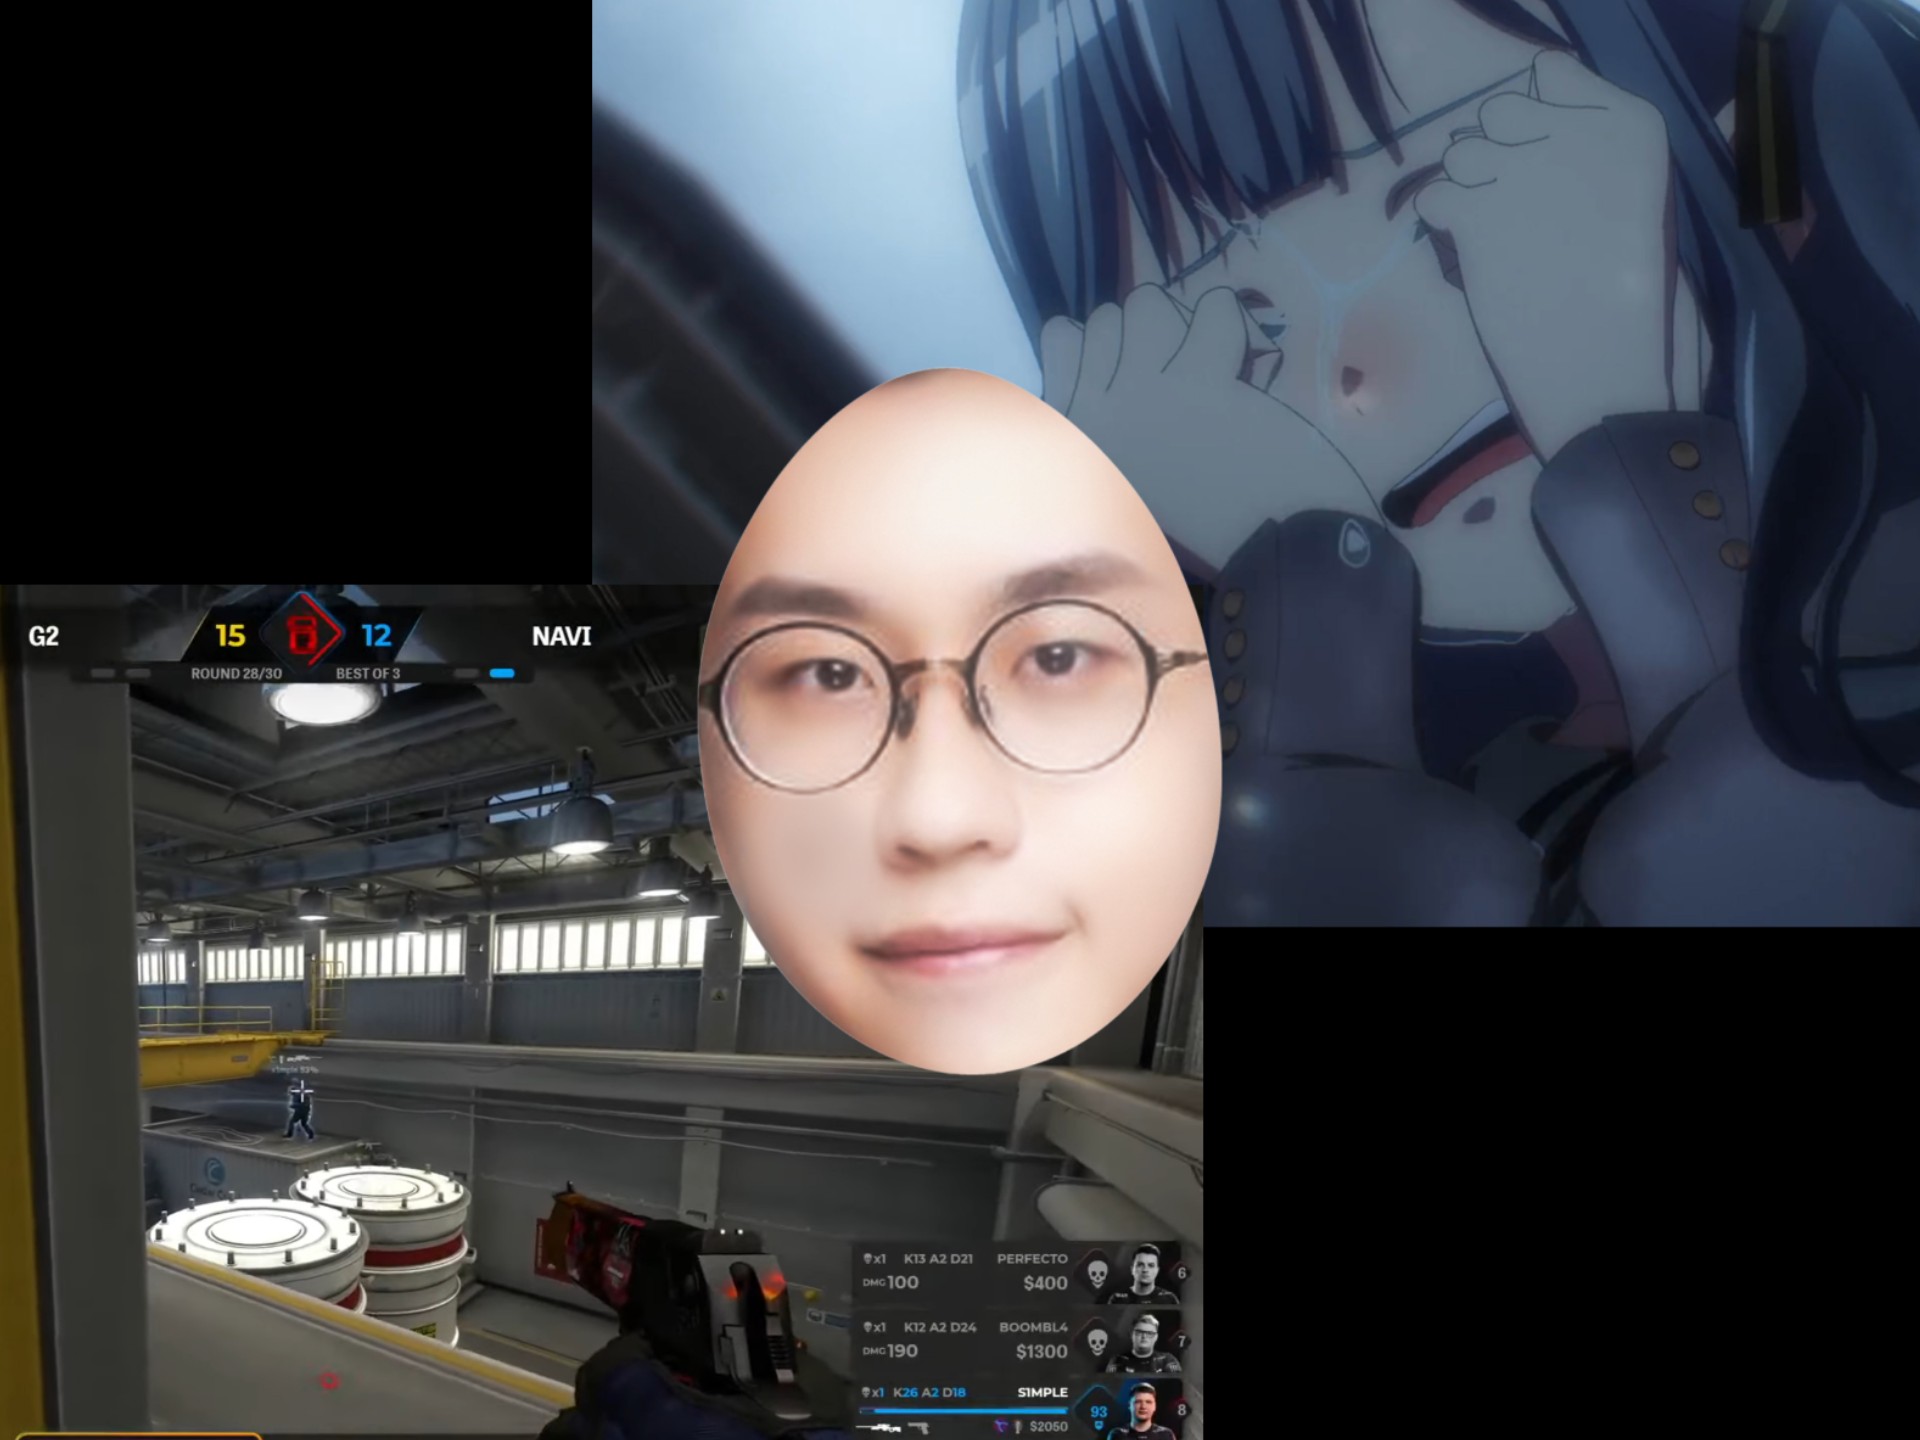 G2 15 12 NAVI
ROUND 28/30 BEST OF 3
x1 K13 A2 D21 PERFECTO
DMG 100 $400 6
x1 K12 A2 D24 BOOMBL4
DMG 190 $1300 7
x1 K26 A2 D18 S1MPLE
93 8
$2050